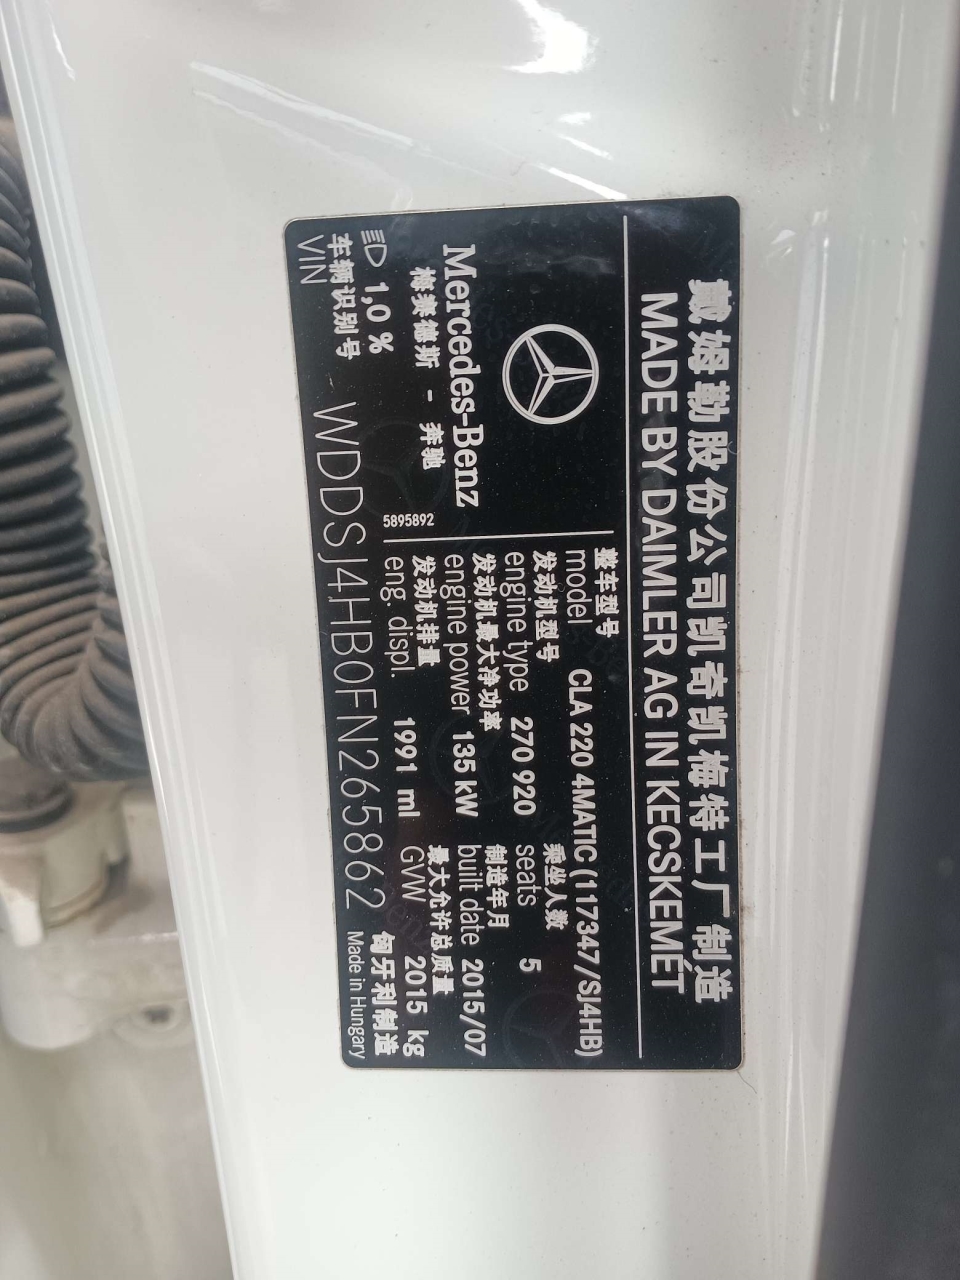 戴姆勒股份公司凯奇凯梅特工厂制造
MADE BY DAIMLER AG IN KECSKEMET
Mercedes-Benz
梅赛德斯 - 奔驰
5895892
整车型号
model CLA 220 4MATIC (117347/SJ4HB)
发动机型号 乘坐人数
engine type 270 920 seats 5
发动机最大净功率 制造年月
engine power 135 kW built date 2015/07
发动机排量 最大允许总质量
eng. displ. 1991 ml GVW 2015 kg
1,0 %
车辆识别号 匈牙利制造
VIN WDDSJ4HB0FN265862 Made in Hungary